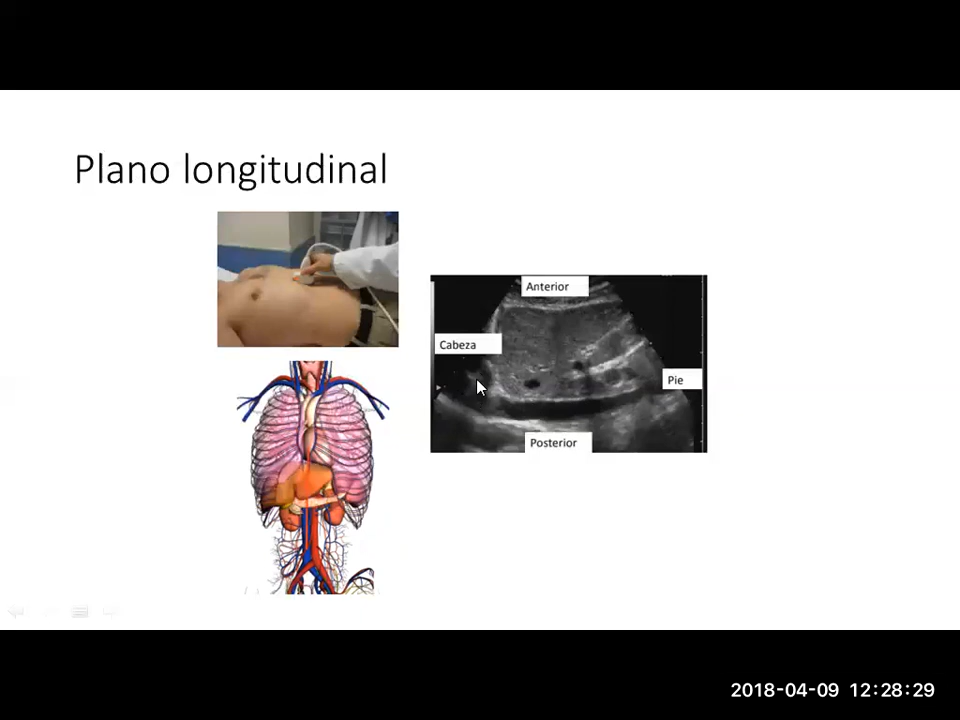 Plano longitudinal
Anterior
Cabeza
Pie
Posterior
2018-04-09 12:28:29